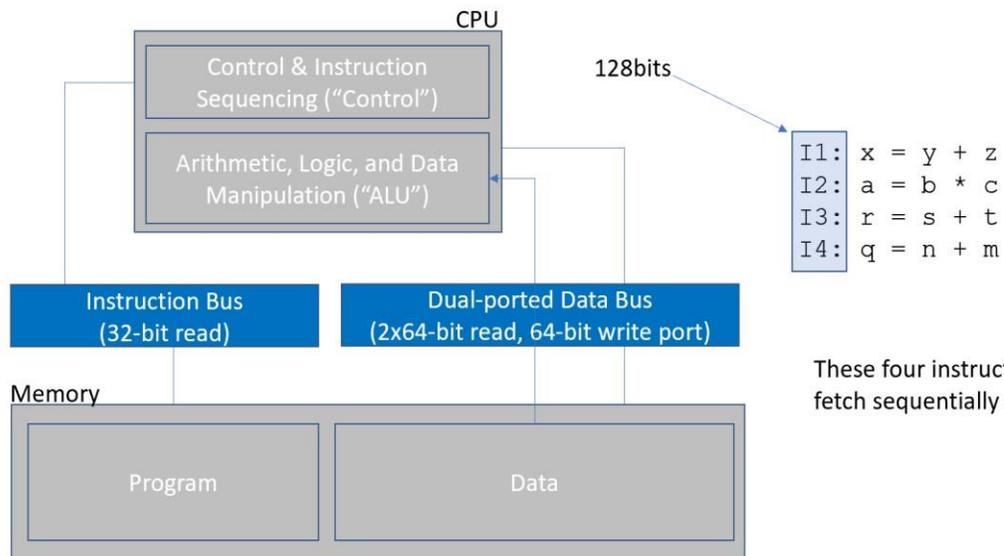 CPU
Control & Instruction
Sequencing (“Control”)
Arithmetic, Logic, and Data
Manipulation (“ALU”)
128bits
I1: x = y + z
I2: a = b * c
I3: r = s + t
I4: q = n + m
Instruction Bus
(32-bit read)
Dual-ported Data Bus
(2x64-bit read, 64-bit write port)
These four instruct
fetch sequentially
Memory
Program
Data